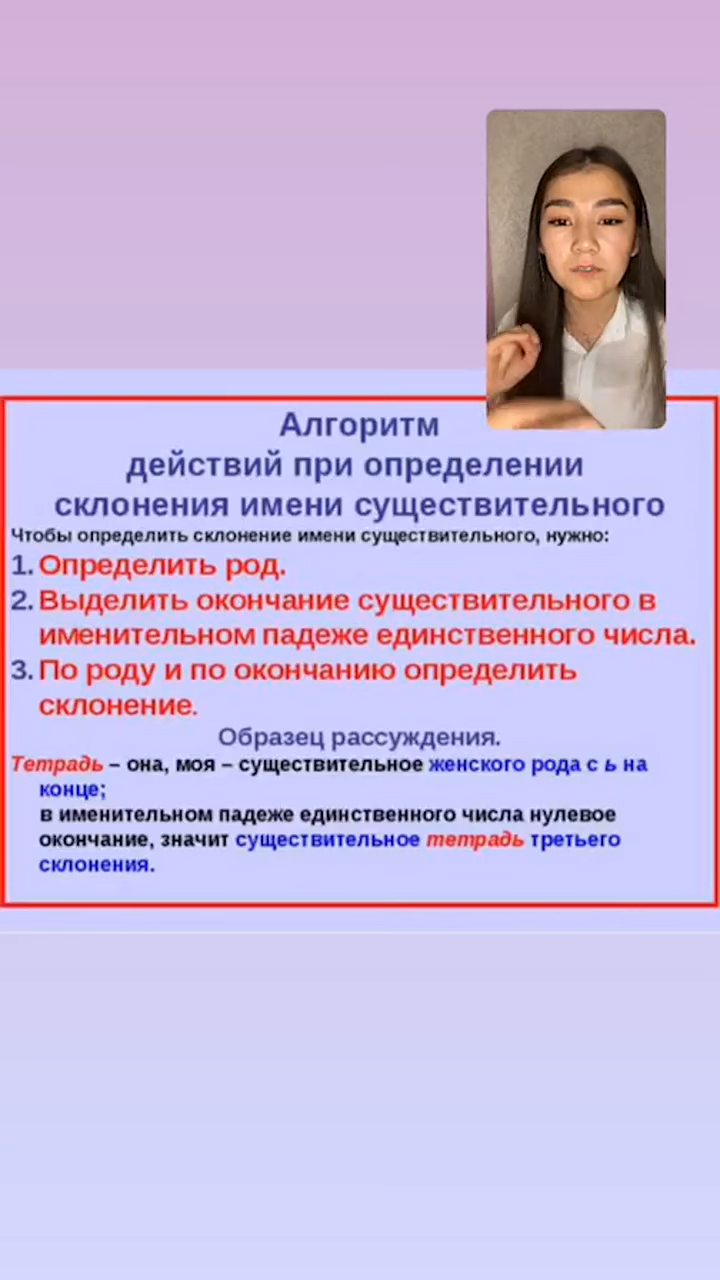 Алгоритм
действий при определении
склонения имени существительного
Чтобы определить склонение имени существительного, нужно:
1. Определить род.
2. Выделить окончание существительного в
именительном падеже единственного числа.
3. По роду и по окончанию определить
склонение.
Образец рассуждения.
Тетрадь – она, моя – существительное женского рода с ь на
конце;
в именительном падеже единственного числа нулевое
окончание, значит существительное тетрадь третьего
склонения.